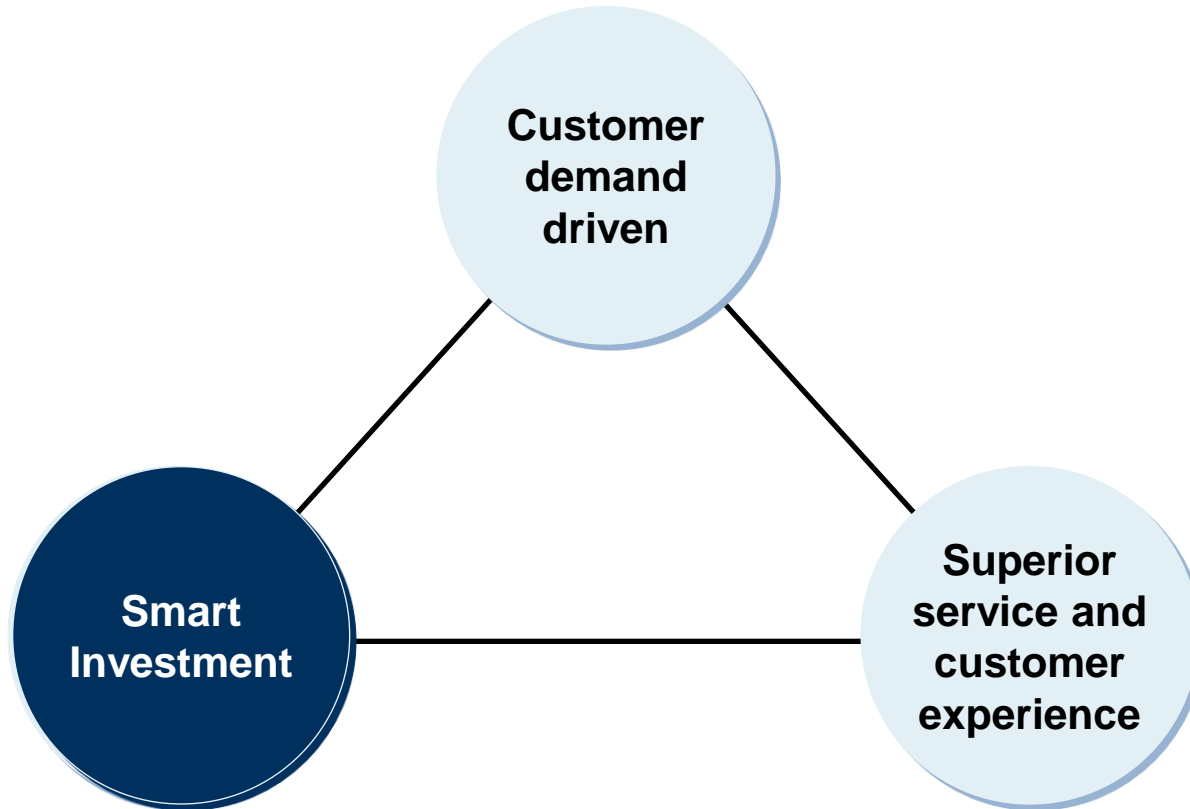 Customer
demand
driven
Smart
Investment
Superior
service and
customer
experience